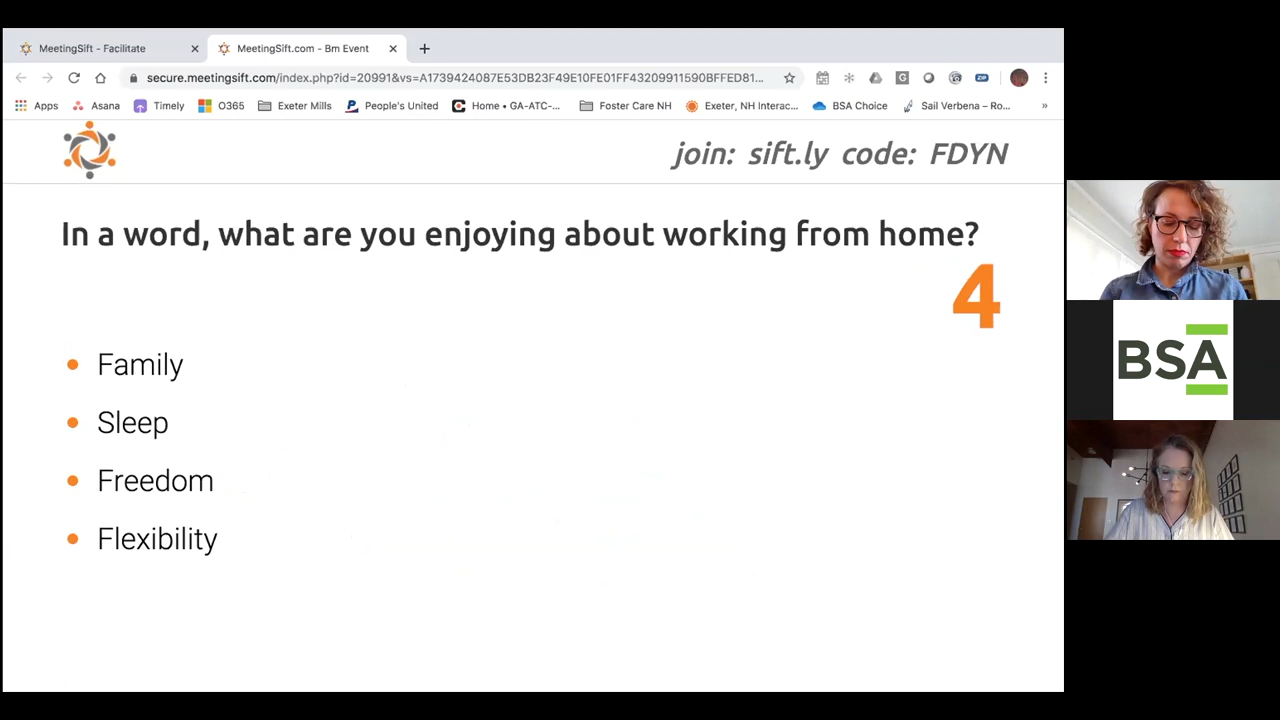 MeetingSift - Facilitate
MeetingSift.com - Bm Event
secure.meetingsift.com/index.php?id=20991&vs=A1739424087E53DB23F49E10FE01FF43209911590BFFED81...
Apps Asana Timely O365 Exeter Mills People's United Home • GA-ATC-... Foster Care NH Exeter, NH Interac... BSA Choice Sail Verbena – Ro... »
join: sift.ly code: FDYN
In a word, what are you enjoying about working from home?
4
• Family
• Sleep
• Freedom
• Flexibility
BSA